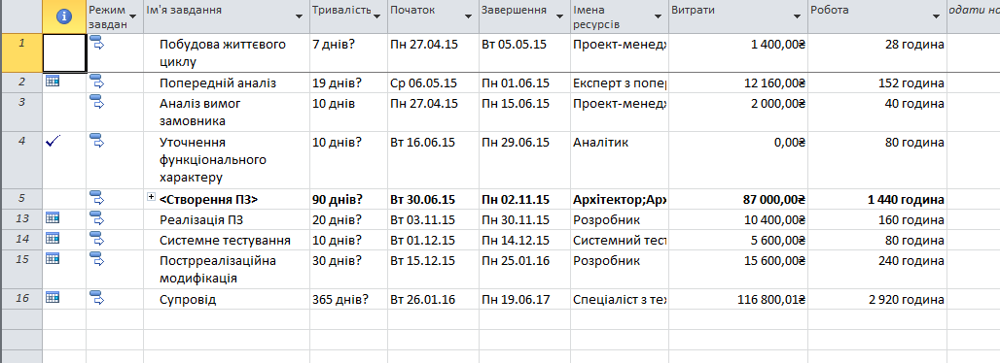 Режим завдан Ім'я завдання Тривалість Початок Завершення Імена ресурсів Витрати Робота
1 Побудова життєвого циклу 7 днів? Пн 27.04.15 Вт 05.05.15 Проект-менедж 1 400,00₴ 28 година
2 Попередній аналіз 19 днів? Ср 06.05.15 Пн 01.06.15 Експерт з попер 12 160,00₴ 152 година
3 Аналіз вимог замовника 10 днів Пн 27.04.15 Пн 15.06.15 Проект-менедж 2 000,00₴ 40 година
4 Уточнення функціонального характеру 10 днів? Вт 16.06.15 Пн 29.06.15 Аналітик 0,00₴ 80 година
5 <Створення ПЗ> 90 днів? Вт 30.06.15 Пн 02.11.15 Архітектор;Арх 87 000,00₴ 1 440 година
13 Реалізація ПЗ 20 днів? Вт 03.11.15 Пн 30.11.15 Розробник 10 400,00₴ 160 година
14 Системне тестування 10 днів? Вт 01.12.15 Пн 14.12.15 Системний тест 5 600,00₴ 80 година
15 Пострреалізаційна модифікація 30 днів? Вт 15.12.15 Пн 25.01.16 Розробник 15 600,00₴ 240 година
16 Супровід 365 днів? Вт 26.01.16 Пн 19.06.17 Спеціаліст з тех 116 800,01₴ 2 920 година